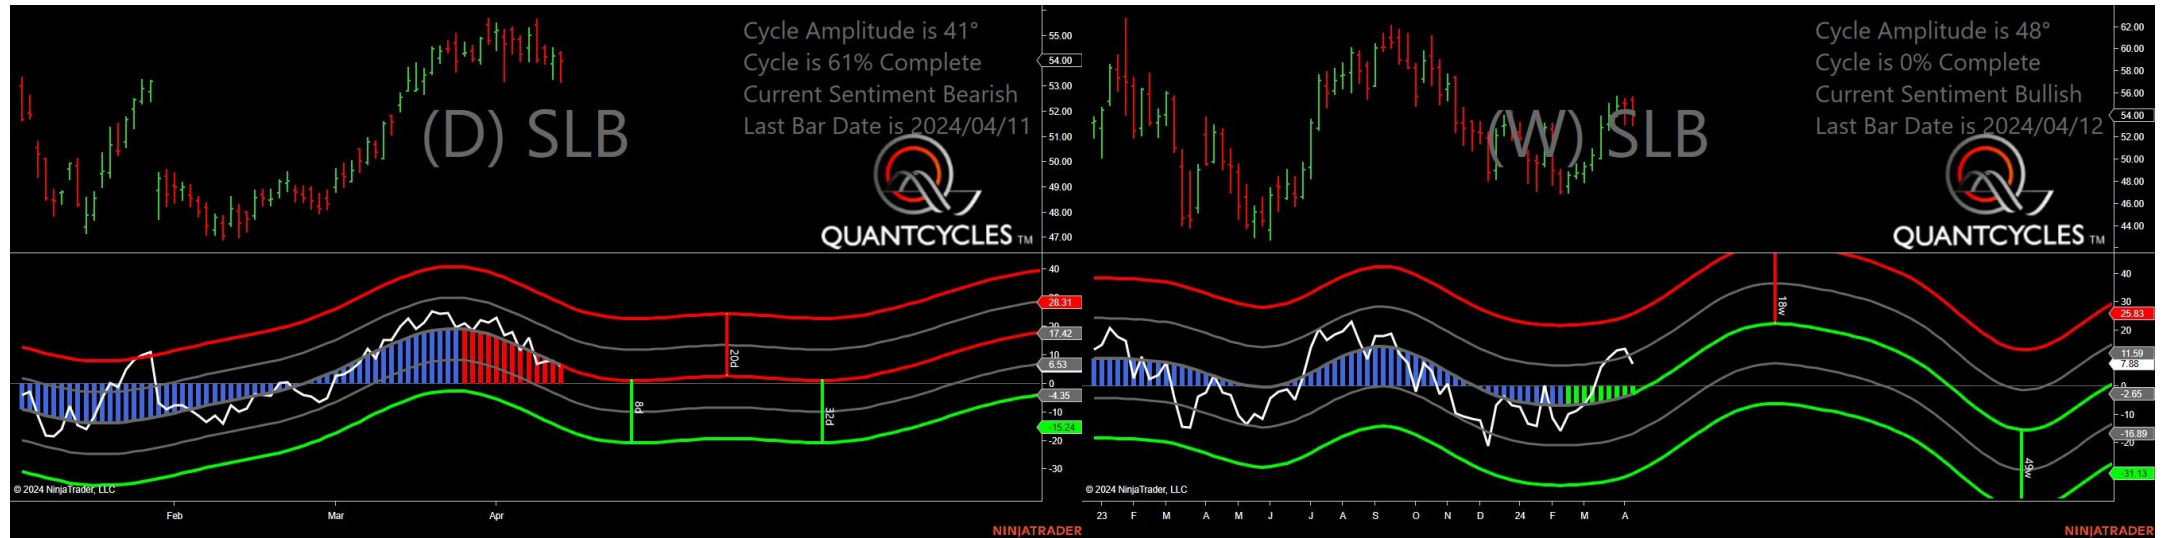 Cycle Amplitude is 41°
Cycle is 61% Complete
Current Sentiment Bearish
Last Bar Date is 2024/04/11
(D) SLB
QUANTCYCLES TM
55.00
54.00
53.00
52.00
51.00
50.00
49.00
48.00
47.00
40
28.31
17.42
10
6.53
0
-4.35
-10
-15.24
-20
-30
20d
8d
32d
© 2024 NinjaTrader, LLC
Feb Mar Apr
NINJATRADER
Cycle Amplitude is 48°
Cycle is 0% Complete
Current Sentiment Bullish
Last Bar Date is 2024/04/12
(W) SLB
QUANTCYCLES TM
62.00
60.00
58.00
56.00
54.00
52.00
50.00
48.00
46.00
44.00
40
30
25.83
20
11.59
7.88
-2.65
-10
-16.89
-20
-31.13
18w
49w
© 2024 NinjaTrader, LLC
23 F M A M J J A S O N D 24 F M A
NINJATRADER